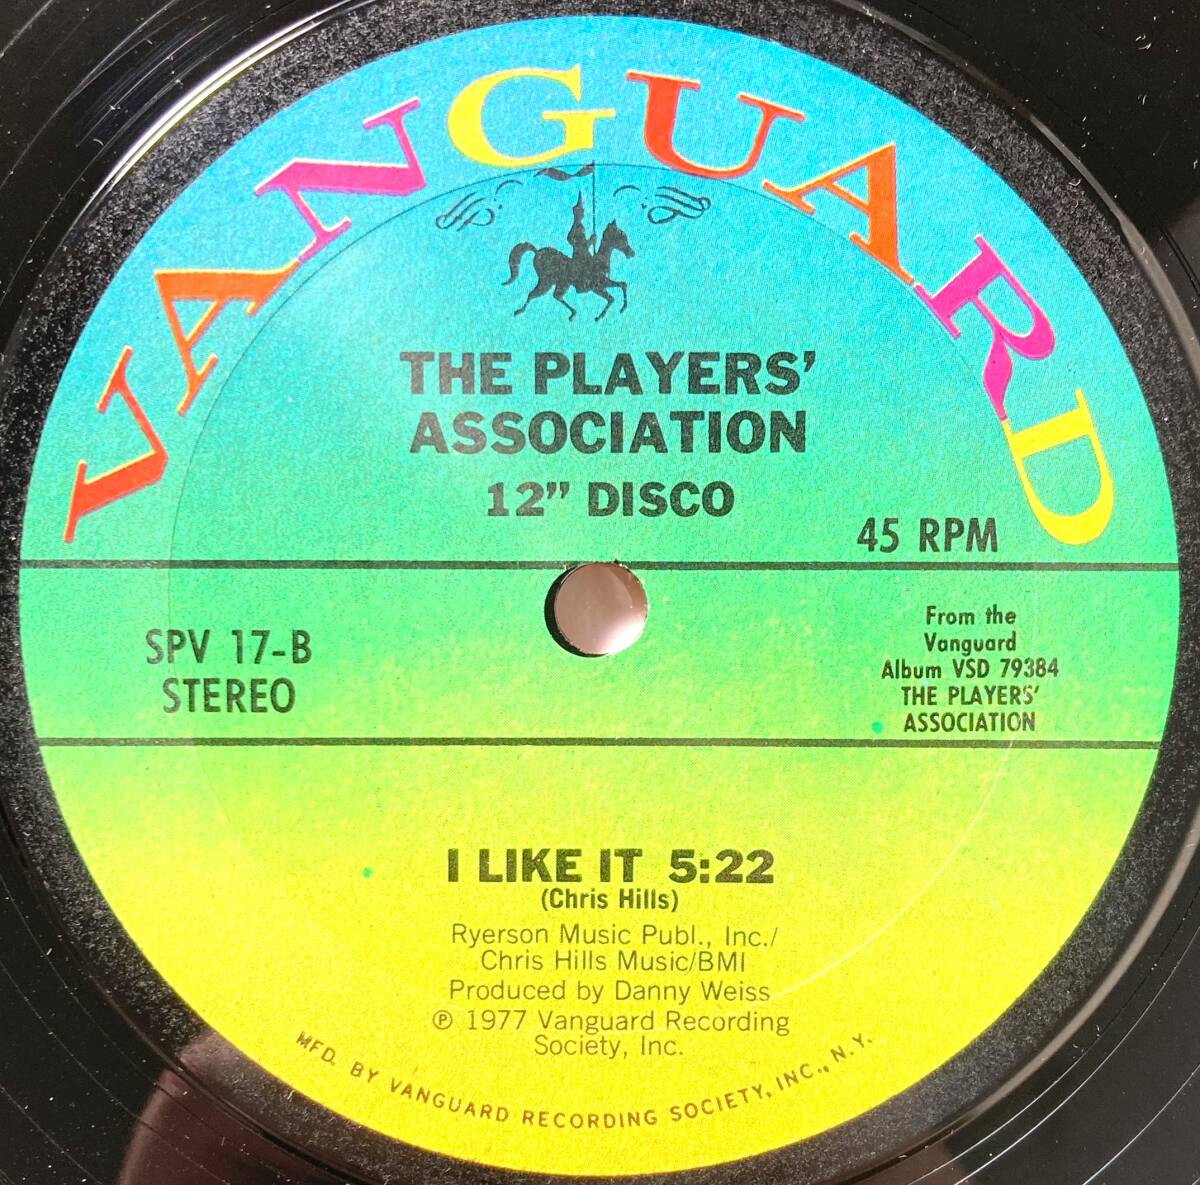 VANGUARD
THE PLAYERS'
ASSOCIATION
12" DISCO
45 RPM
SPV 17-B
STEREO
From the
Vanguard
Album VSD 79384
THE PLAYERS'
ASSOCIATION
I LIKE IT 5:22
(Chris Hills)
Ryerson Music Publ., Inc./
Chris Hills Music/BMI
Produced by Danny Weiss
℗ 1977 Vanguard Recording
Society, Inc.
MFD. BY VANGUARD RECORDING SOCIETY, INC., N.Y.